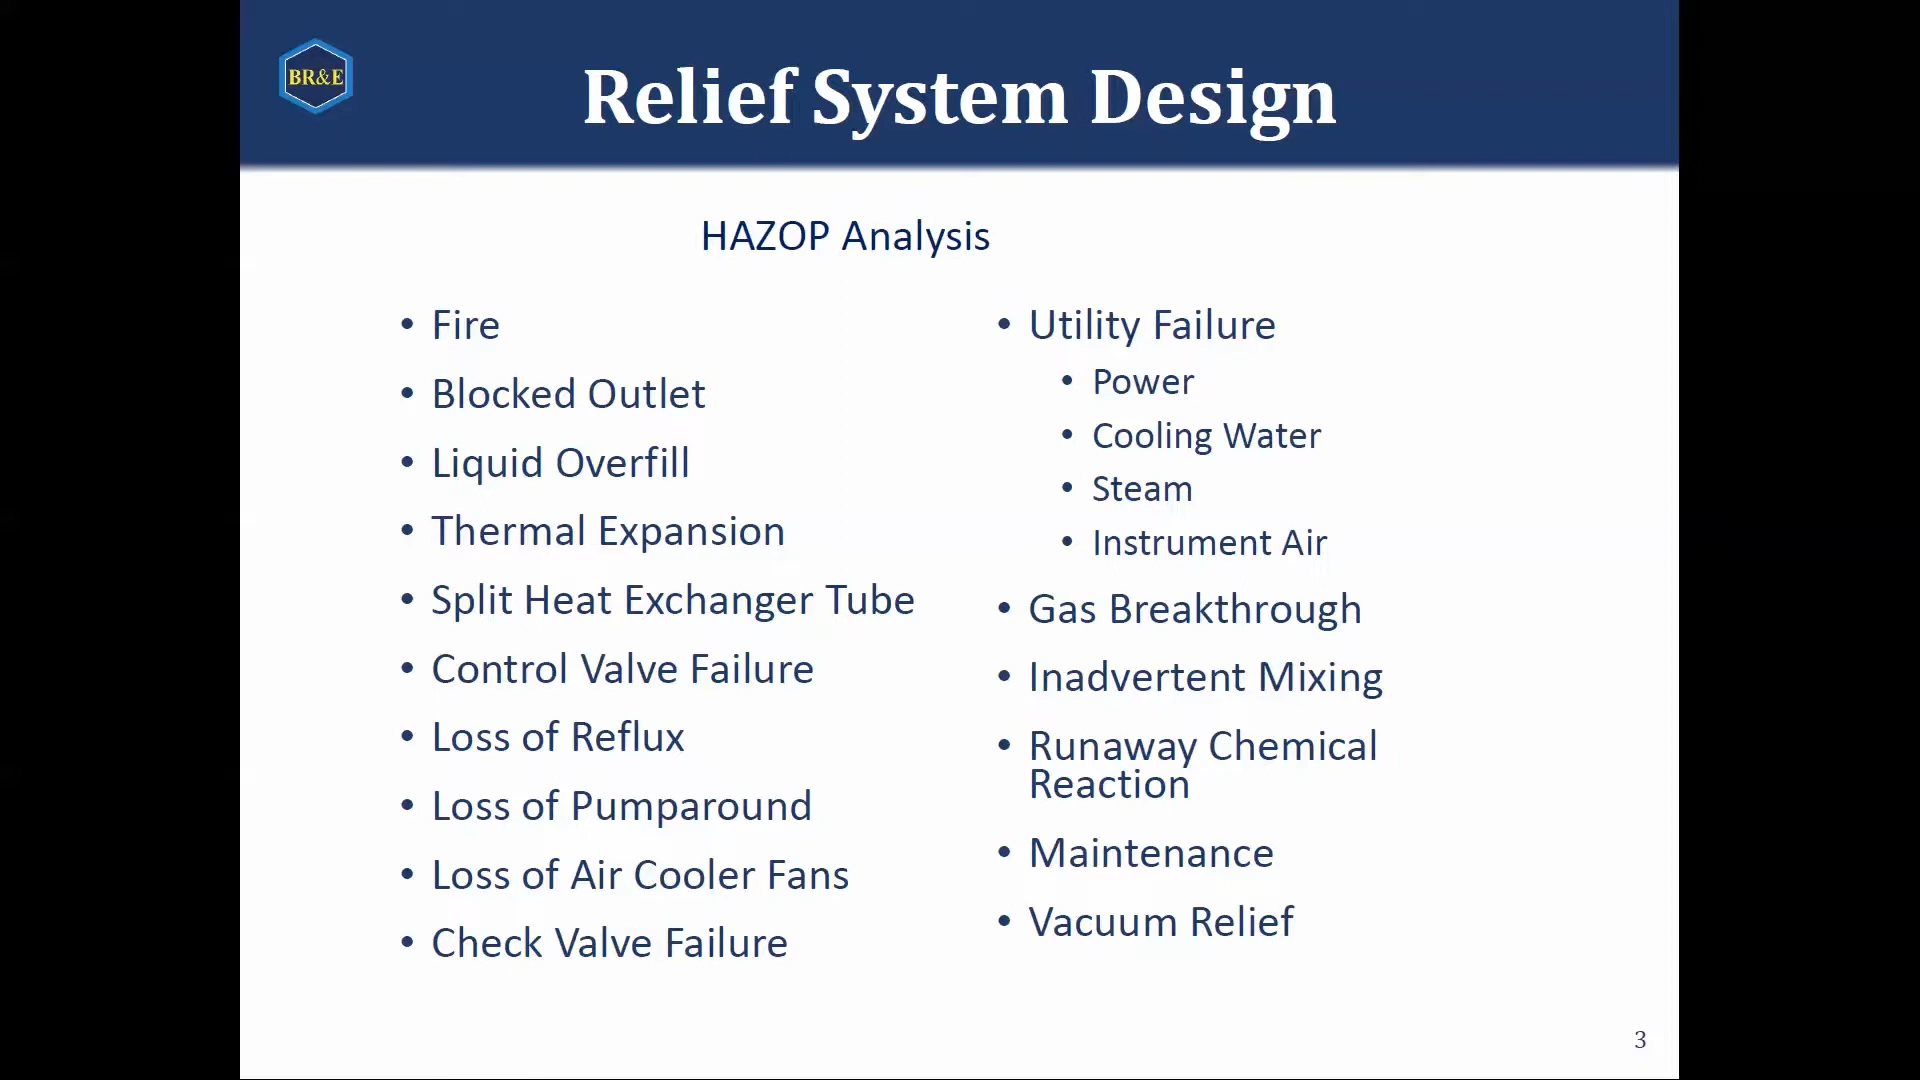 BR&E
Relief System Design
HAZOP Analysis
• Fire
• Blocked Outlet
• Liquid Overfill
• Thermal Expansion
• Split Heat Exchanger Tube
• Control Valve Failure
• Loss of Reflux
• Loss of Pumparound
• Loss of Air Cooler Fans
• Check Valve Failure
• Utility Failure
• Power
• Cooling Water
• Steam
• Instrument Air
• Gas Breakthrough
• Inadvertent Mixing
• Runaway Chemical
Reaction
• Maintenance
• Vacuum Relief
3